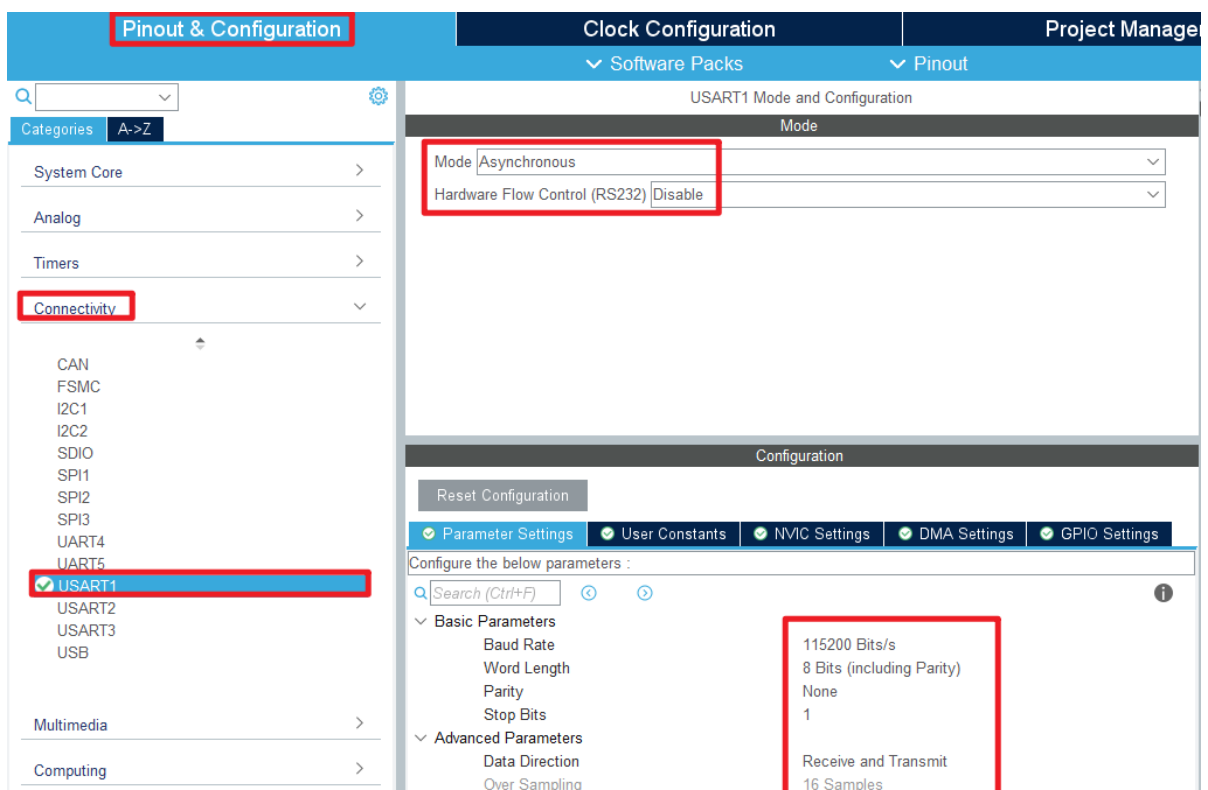 Pinout & Configuration
Clock Configuration
Project Manage
Software Packs
Pinout
Categories
A->Z
System Core
Analog
Timers
Connectivity
CAN
FSMC
I2C1
I2C2
SDIO
SPI1
SPI2
SPI3
UART4
UART5
USART1
USART2
USART3
USB
Multimedia
Computing
USART1 Mode and Configuration
Mode
Mode Asynchronous
Hardware Flow Control (RS232) Disable
Configuration
Reset Configuration
Parameter Settings
User Constants
NVIC Settings
DMA Settings
GPIO Settings
Configure the below parameters :
Search (Ctrl+F)
Basic Parameters
Baud Rate 115200 Bits/s
Word Length 8 Bits (including Parity)
Parity None
Stop Bits 1
Advanced Parameters
Data Direction Receive and Transmit
Over Sampling 16 Samples